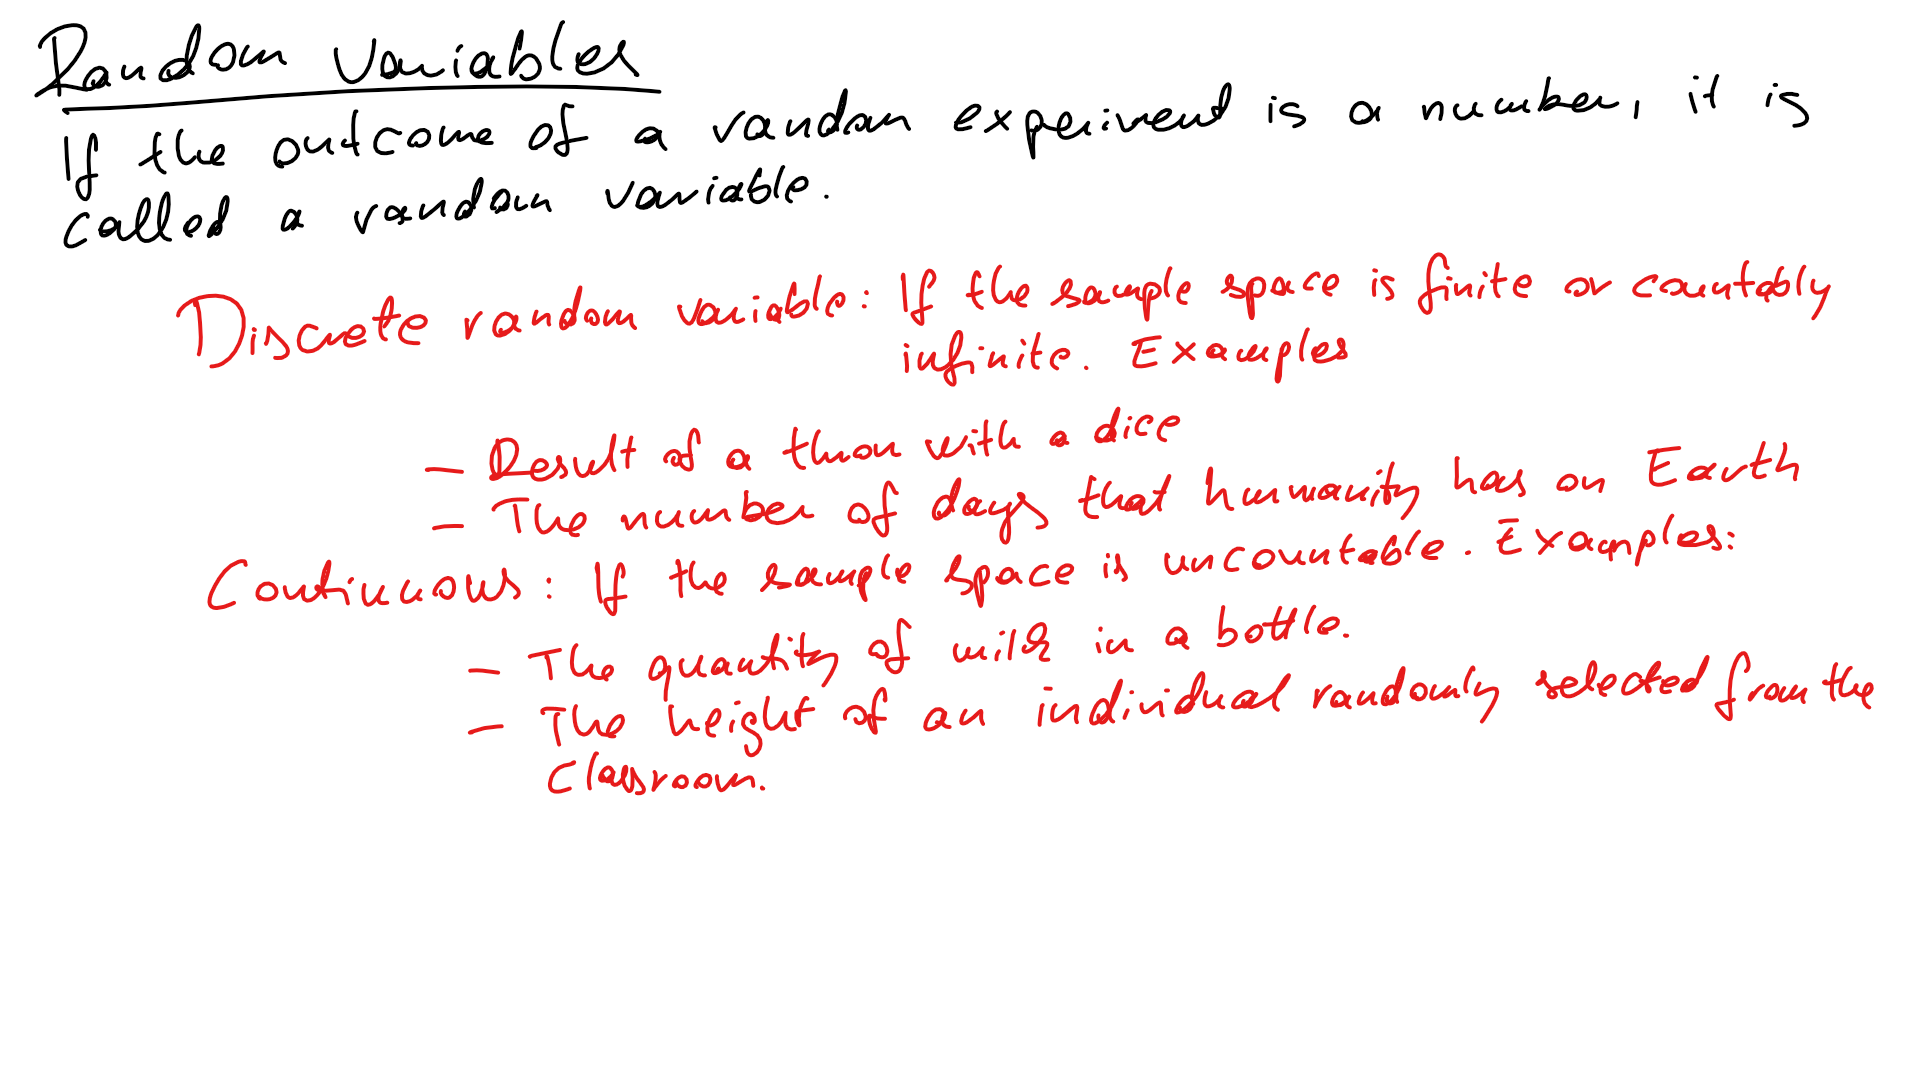 Random variables
If the outcome of a random experiment is a number, it is
called a random variable.
Discrete random variable: If the sample space is finite or countably
infinite. Examples
- Result of a throw with a dice
- The number of days that humanity has on Earth
Continuous: If the sample space is uncountable. Examples:
- The quantity of milk in a bottle.
- The height of an individual randomly selected from the
classroom.